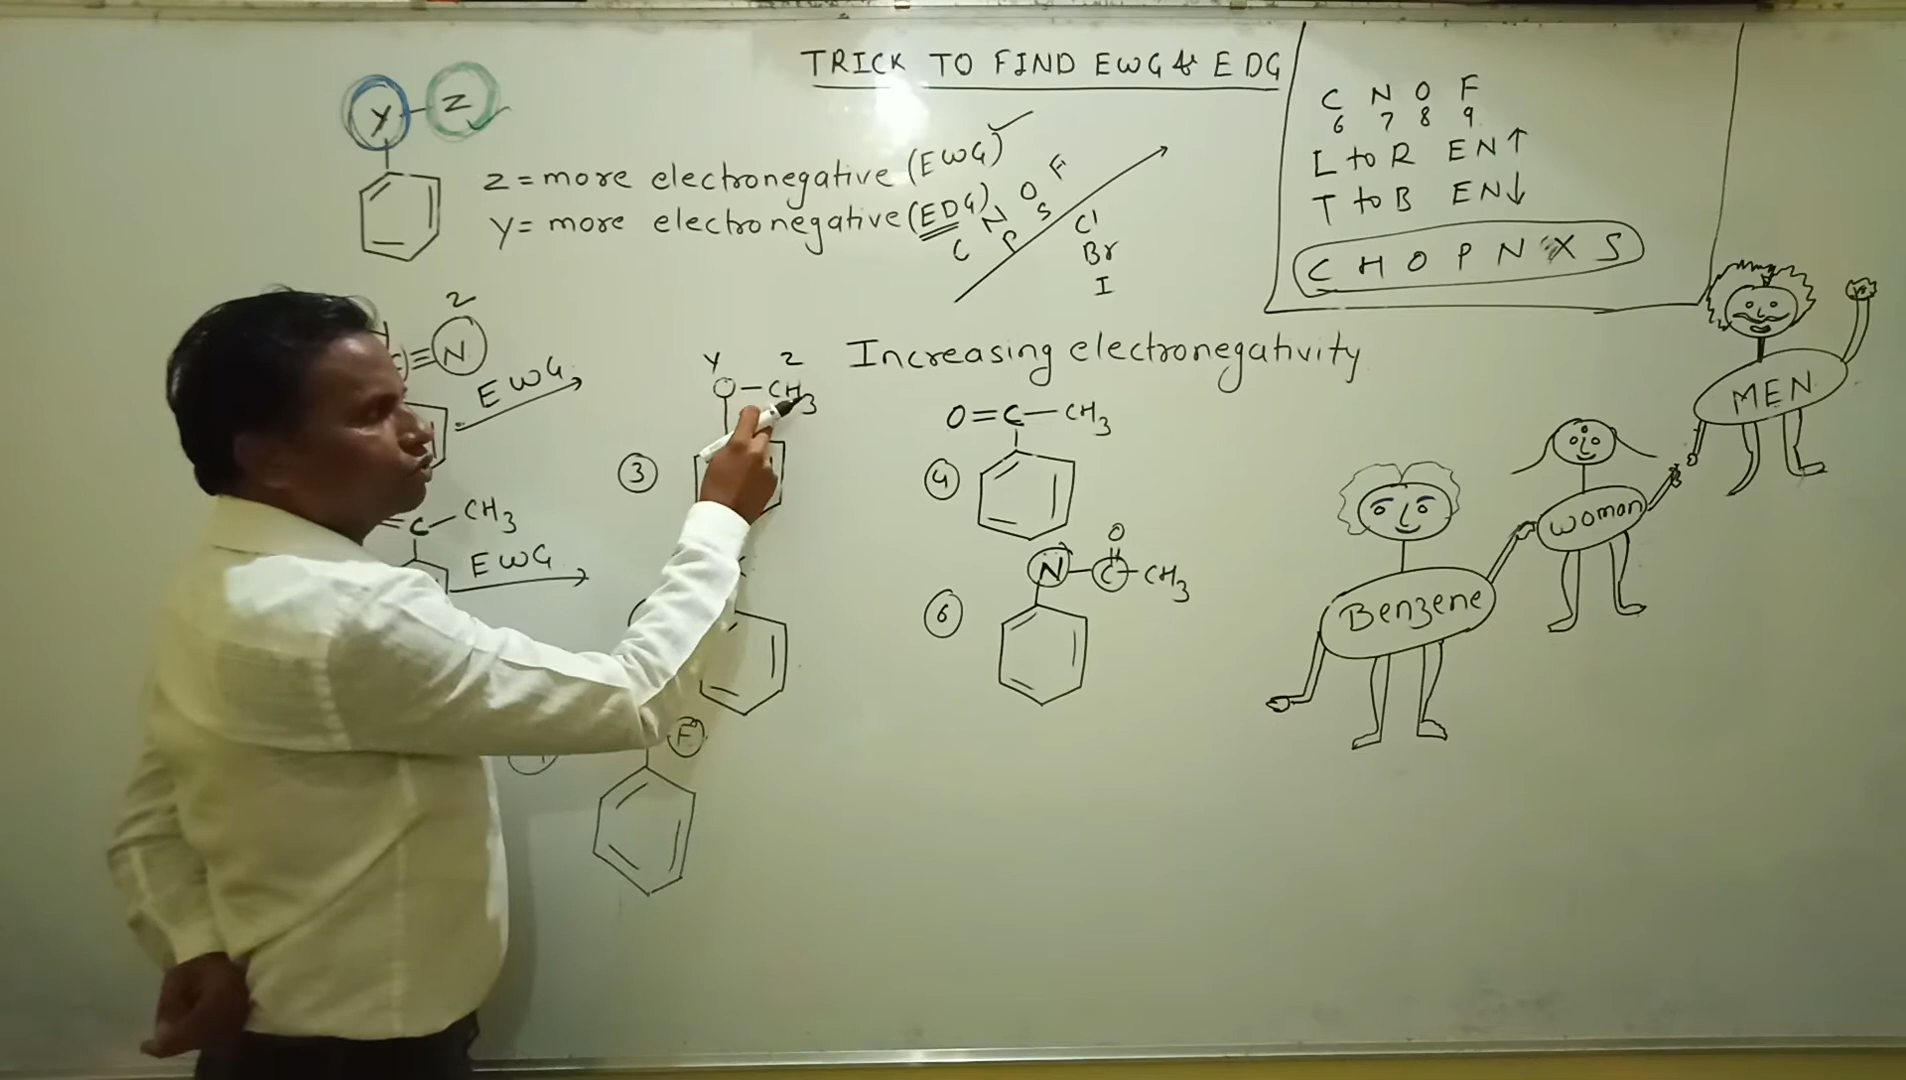 TRICK TO FIND EWG & EDG
Y - Z
Z = more electronegative (EWG)
Y = more electronegative (EDG)
C N O F
P S Cl
Br
I
C N O F
6 7 8 9
L to R EN↑
T to B EN↓
C H O P N X S
Increasing electronegativity
Z
≡N
EWG
C-CH3
EWG
Y Z
O-CH3
3
O=C-CH3
4
O
N-C-CH3
6
F
MEN
Woman
Benzene